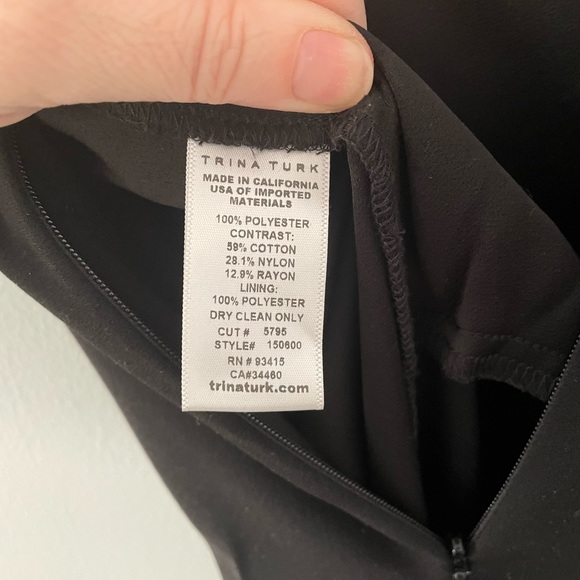 TRINA TURK
MADE IN CALIFORNIA
USA OF IMPORTED
MATERIALS
100% POLYESTER
CONTRAST:
59% COTTON
28.1% NYLON
12.9% RAYON
LINING:
100% POLYESTER
DRY CLEAN ONLY
CUT # 5795
STYLE# 150600
RN # 93415
CA#34460
trinaturk.com